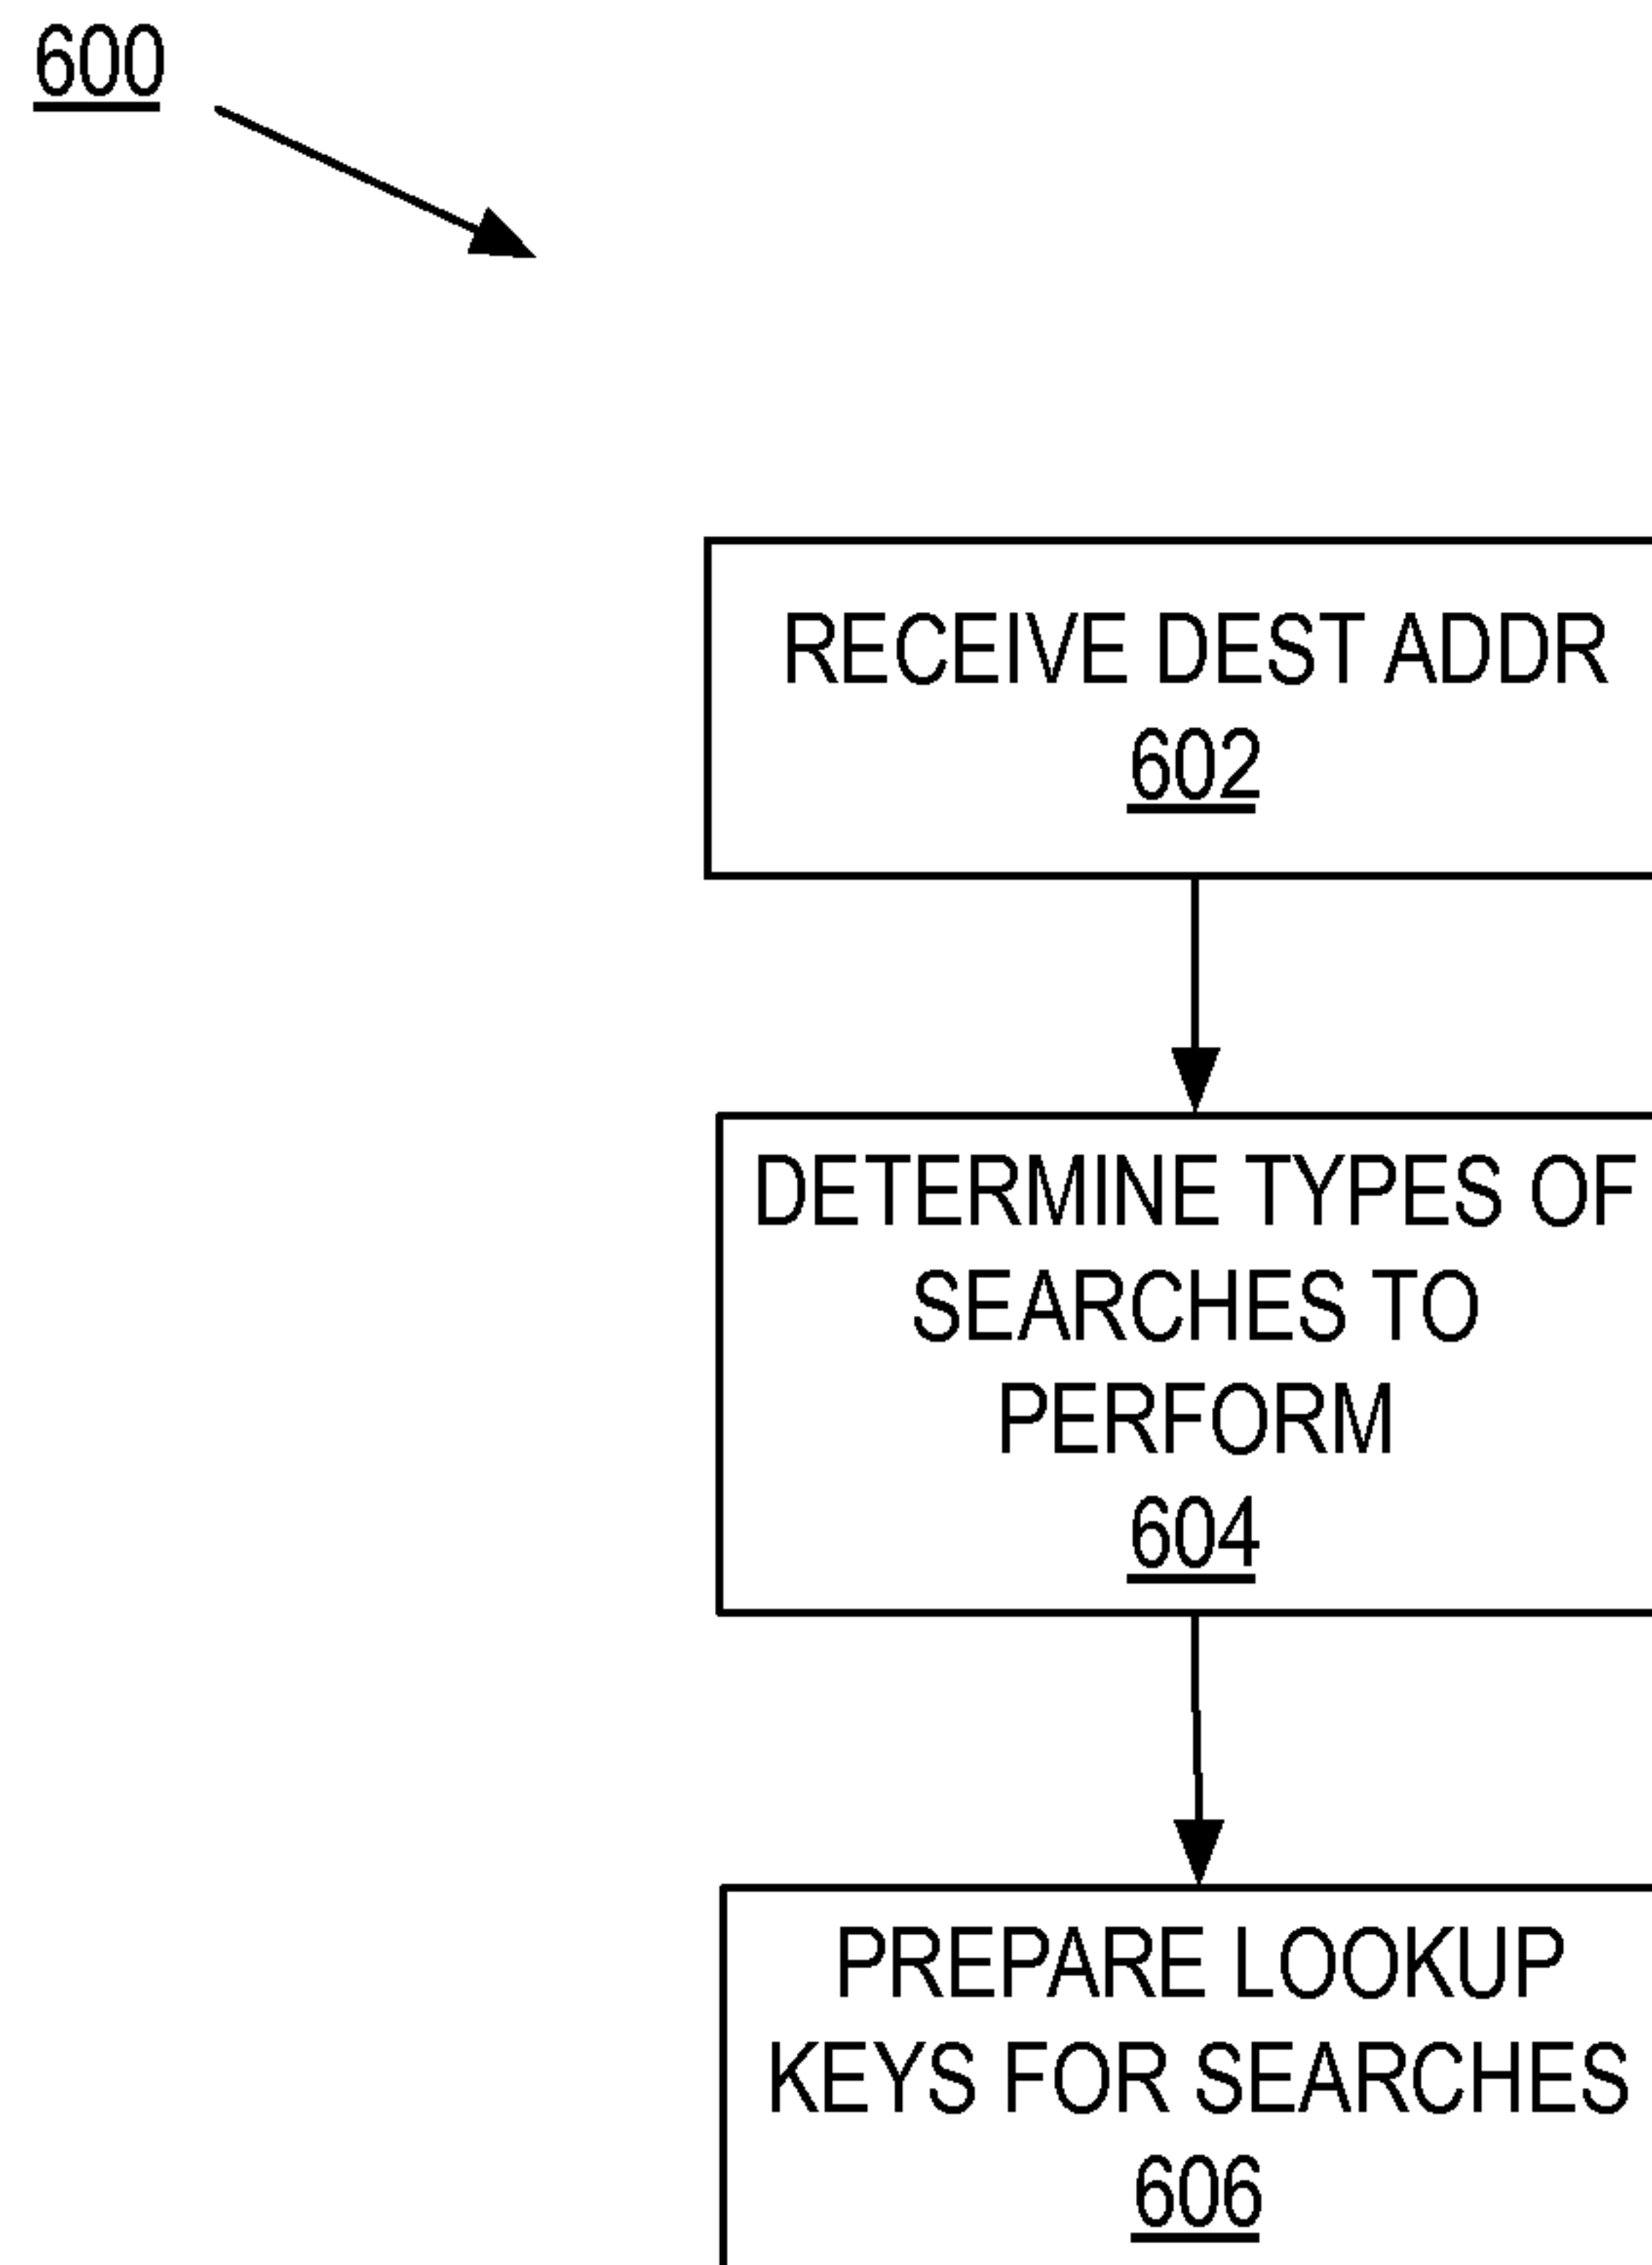 600
RECEIVE DEST ADDR
602
DETERMINE TYPES OF
SEARCHES TO
PERFORM
604
PREPARE LOOKUP
KEYS FOR SEARCHES
606